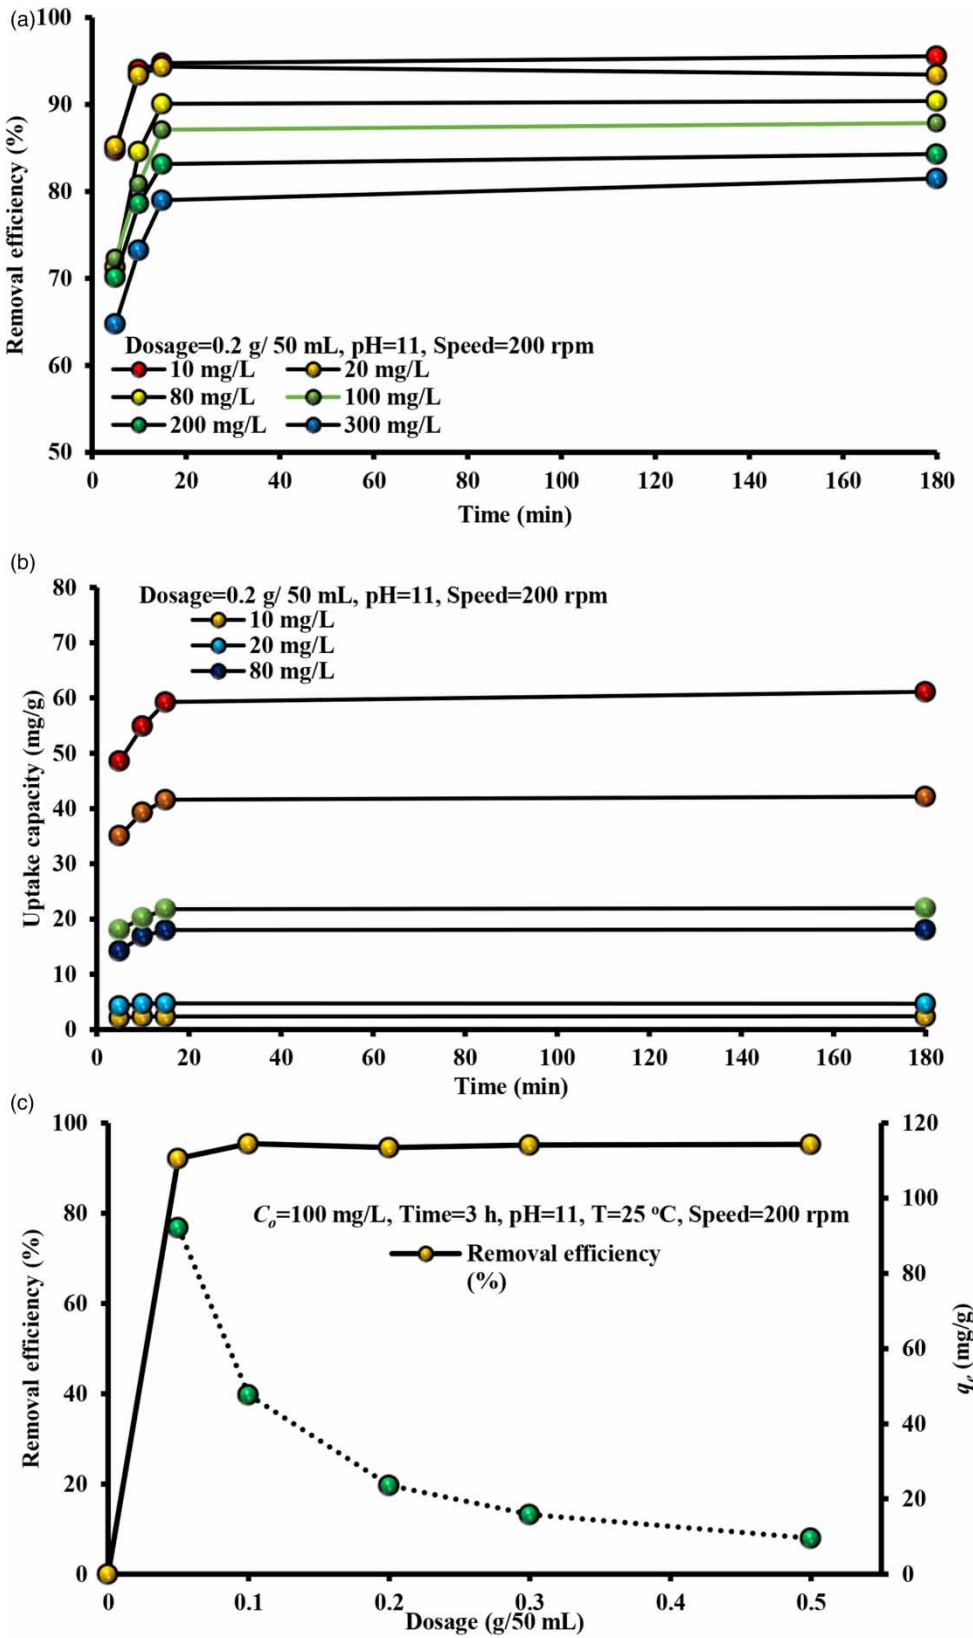 (a)
100
90
80
70
60
50
Removal efficiency (%)
Dosage=0.2 g/ 50 mL, pH=11, Speed=200 rpm
10 mg/L 20 mg/L
80 mg/L 100 mg/L
200 mg/L 300 mg/L
0 20 40 60 80 100 120 140 160 180
Time (min)
(b)
80
70
60
50
40
30
20
10
0
Uptake capacity (mg/g)
Dosage=0.2 g/ 50 mL, pH=11, Speed=200 rpm
10 mg/L
20 mg/L
80 mg/L
0 20 40 60 80 100 120 140 160 180
Time (min)
(c)
100
80
60
40
20
0
Removal efficiency (%)
Co=100 mg/L, Time=3 h, pH=11, T=25 °C, Speed=200 rpm
Removal efficiency
(%)
120
100
80
60
40
20
0
qe (mg/g)
0 0.1 0.2 0.3 0.4 0.5
Dosage (g/50 mL)